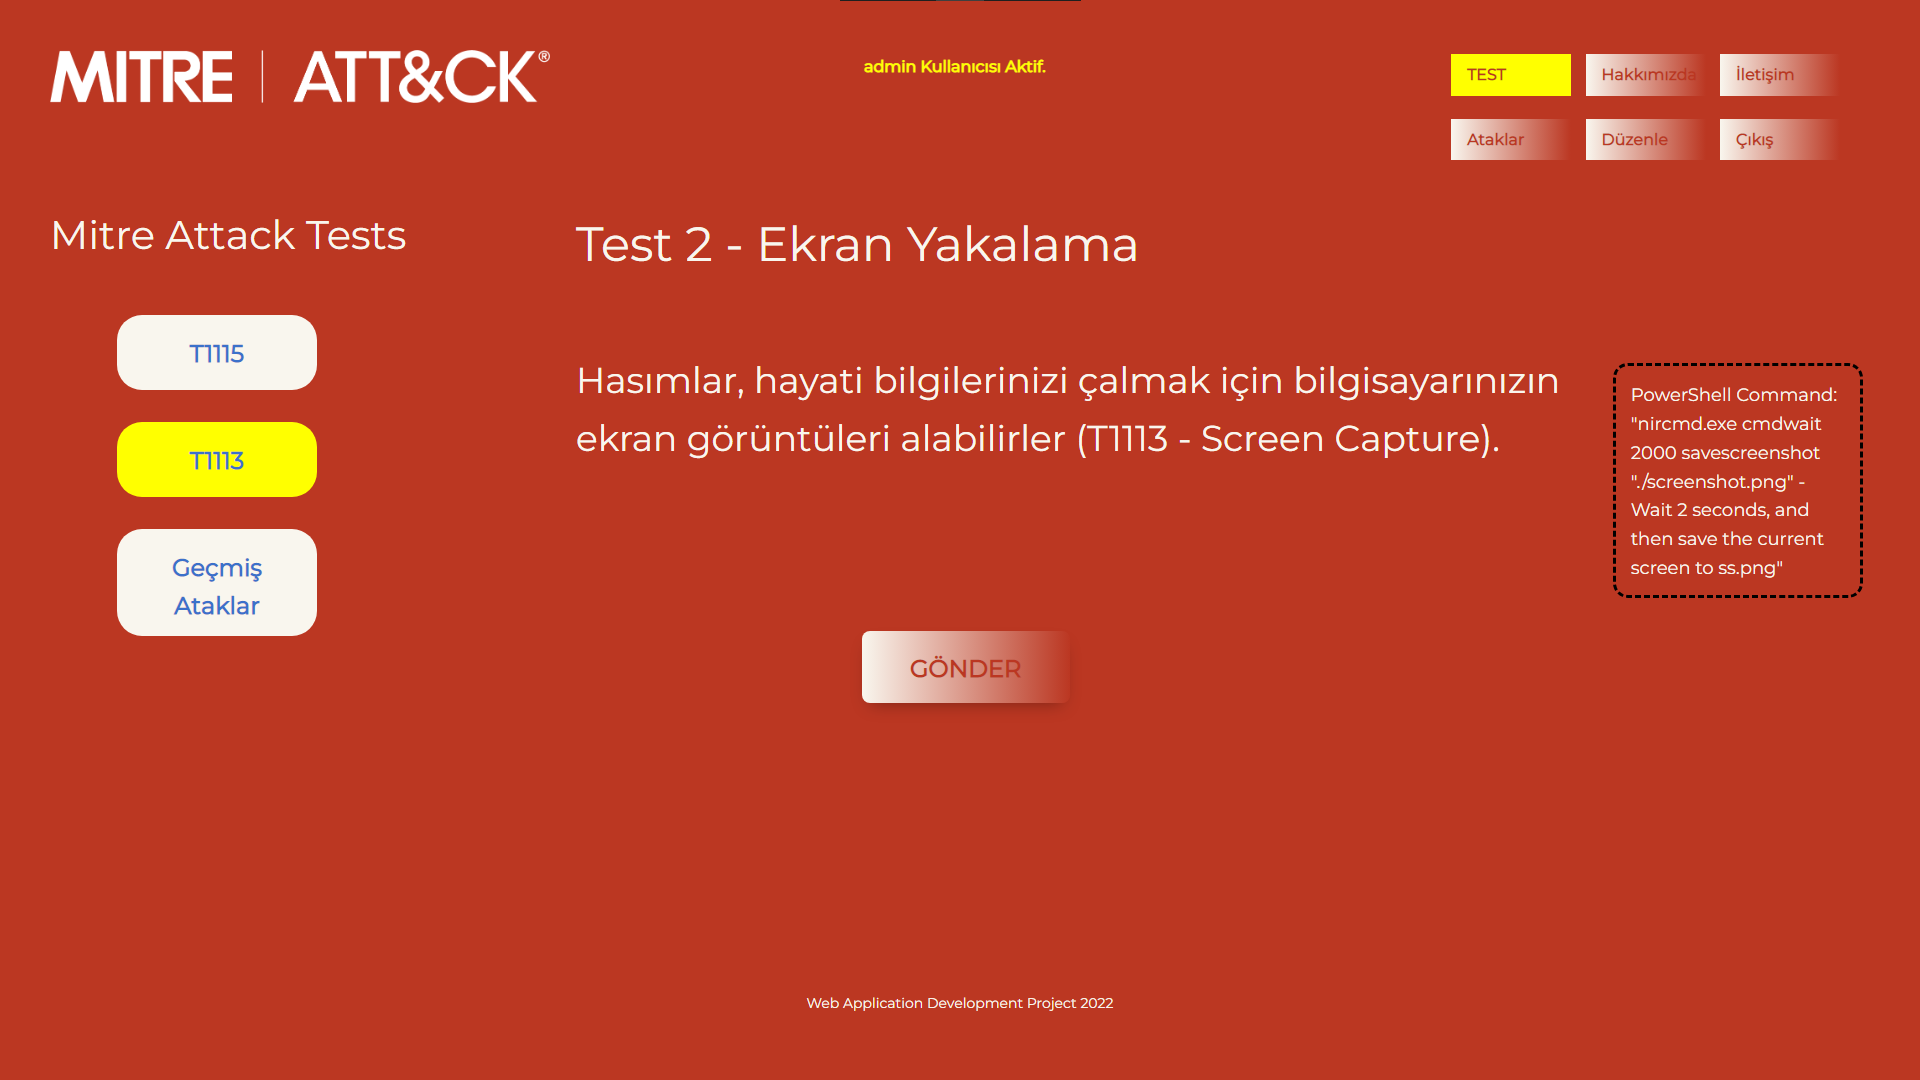 MITRE | ATT&CK®
admin Kullanıcısı Aktif.
TEST
Hakkımızda
İletişim
Ataklar
Düzenle
Çıkış
Mitre Attack Tests
T1115
T1113
Geçmiş
Ataklar
Test 2 - Ekran Yakalama
Hasımlar, hayati bilgilerinizi çalmak için bilgisayarınızın
ekran görüntüleri alabilirler (T1113 - Screen Capture).
PowerShell Command:
"nircmd.exe cmdwait
2000 savescreenshot
"./screenshot.png" -
Wait 2 seconds, and
then save the current
screen to ss.png"
GÖNDER
Web Application Development Project 2022